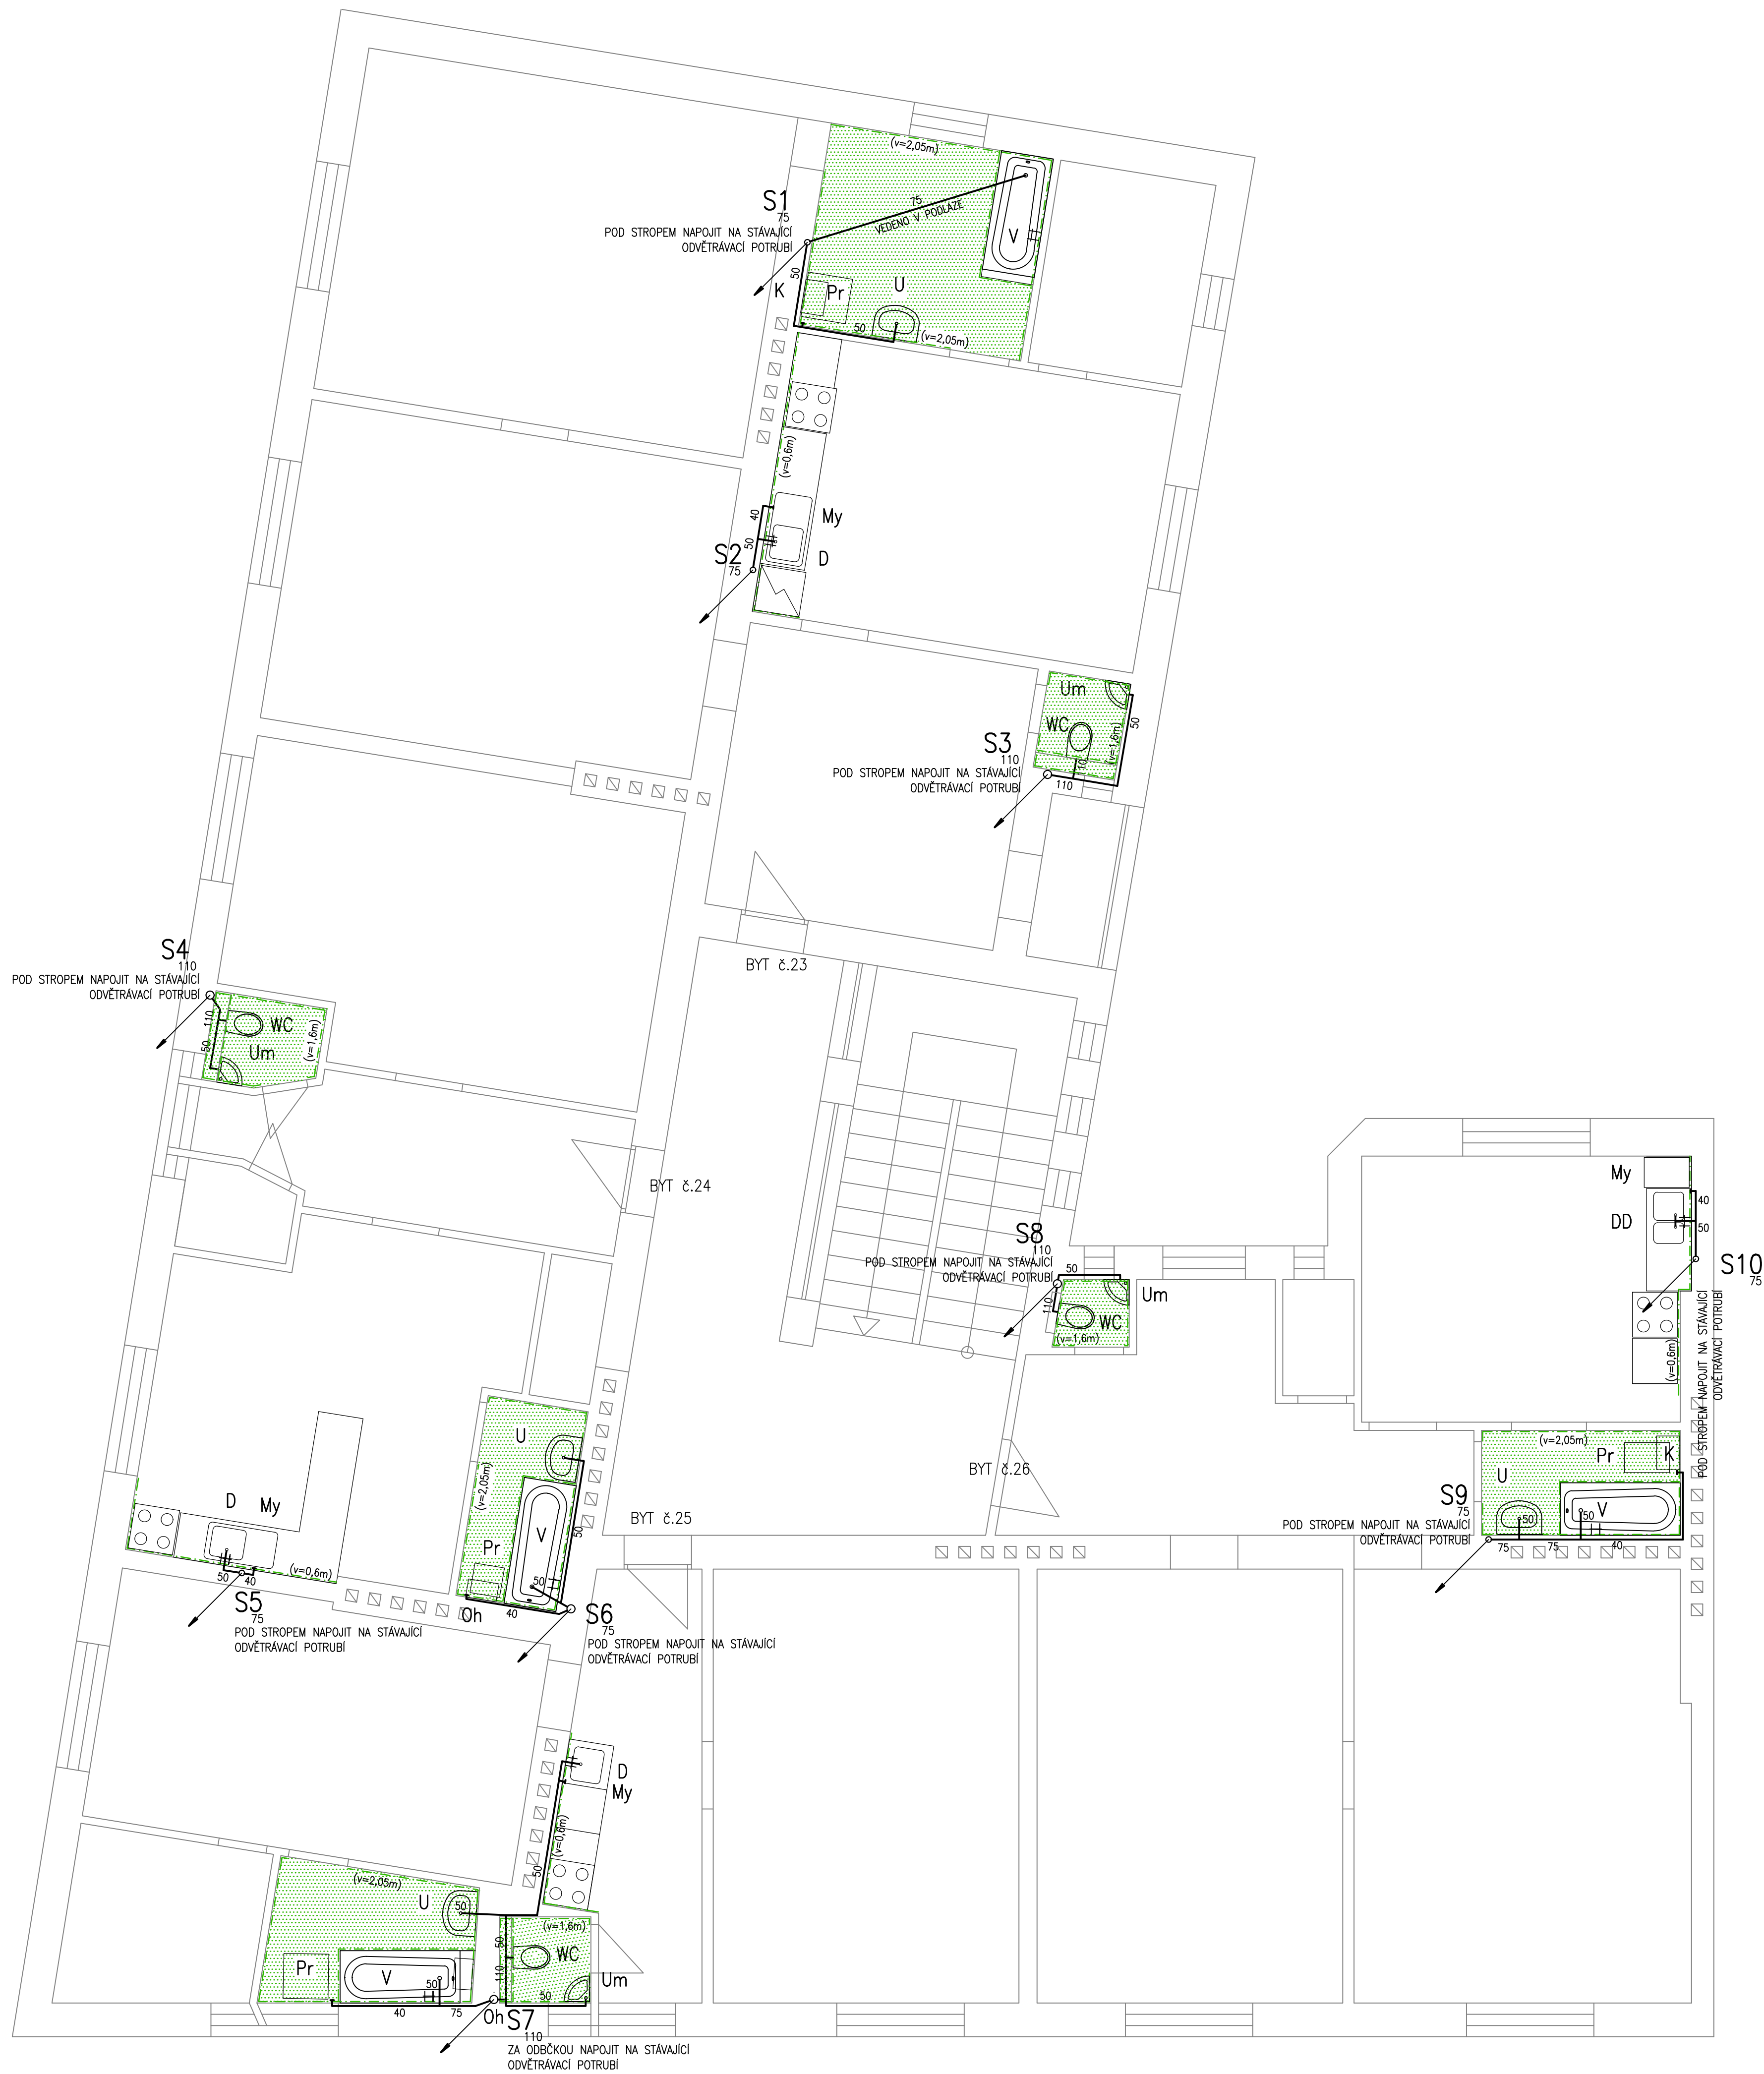 (v=2,05m)
S1
75
POD STROPEM NAPOJIT NA STÁVAJÍCÍ
ODVĚTRÁVACÍ POTRUBÍ
75
VEDENO V PODLAZE
V
50
K
Pr
U
50
(v=2,05m)
(v=0,6m)
40
My
50
S2
75
D
Um
WC
50
(v=1,6m)
S3
110
POD STROPEM NAPOJIT NA STÁVAJÍCÍ
ODVĚTRÁVACÍ POTRUBÍ
110
BYT č.23
S4
110
POD STROPEM NAPOJIT NA STÁVAJÍCÍ
ODVĚTRÁVACÍ POTRUBÍ
110
WC
50
Um
(v=1,6m)
BYT č.24
My
40
DD
50
S10
75
POD STROPEM NAPOJIT NA STÁVAJÍCÍ
ODVĚTRÁVACÍ POTRUBÍ
(v=0,6m)
S8
110
POD STROPEM NAPOJIT NA STÁVAJÍCÍ
ODVĚTRÁVACÍ POTRUBÍ
50
110
Um
WC
(v=1,6m)
U
(v=2,05m)
(v=2,05m)
Pr
K
U
V
BYT č.26
S9
75
POD STROPEM NAPOJIT NA STÁVAJÍCÍ
ODVĚTRÁVACÍ POTRUBÍ
50
50
75
75
40
D
My
BYT č.25
V
50
Pr
50
(v=0,6m)
50
40
S5
75
POD STROPEM NAPOJIT NA STÁVAJÍCÍ
ODVĚTRÁVACÍ POTRUBÍ
Oh
40
S6
75
POD STROPEM NAPOJIT NA STÁVAJÍCÍ
ODVĚTRÁVACÍ POTRUBÍ
D
My
(v=0,6m)
50
(v=2,05m)
U
50
(v=1,6m)
50
WC
Pr
V
50
110
Um
50
40
75
Oh
S7
110
ZA ODBČKOU NAPOJIT NA STÁVAJÍCÍ
ODVĚTRÁVACÍ POTRUBÍ